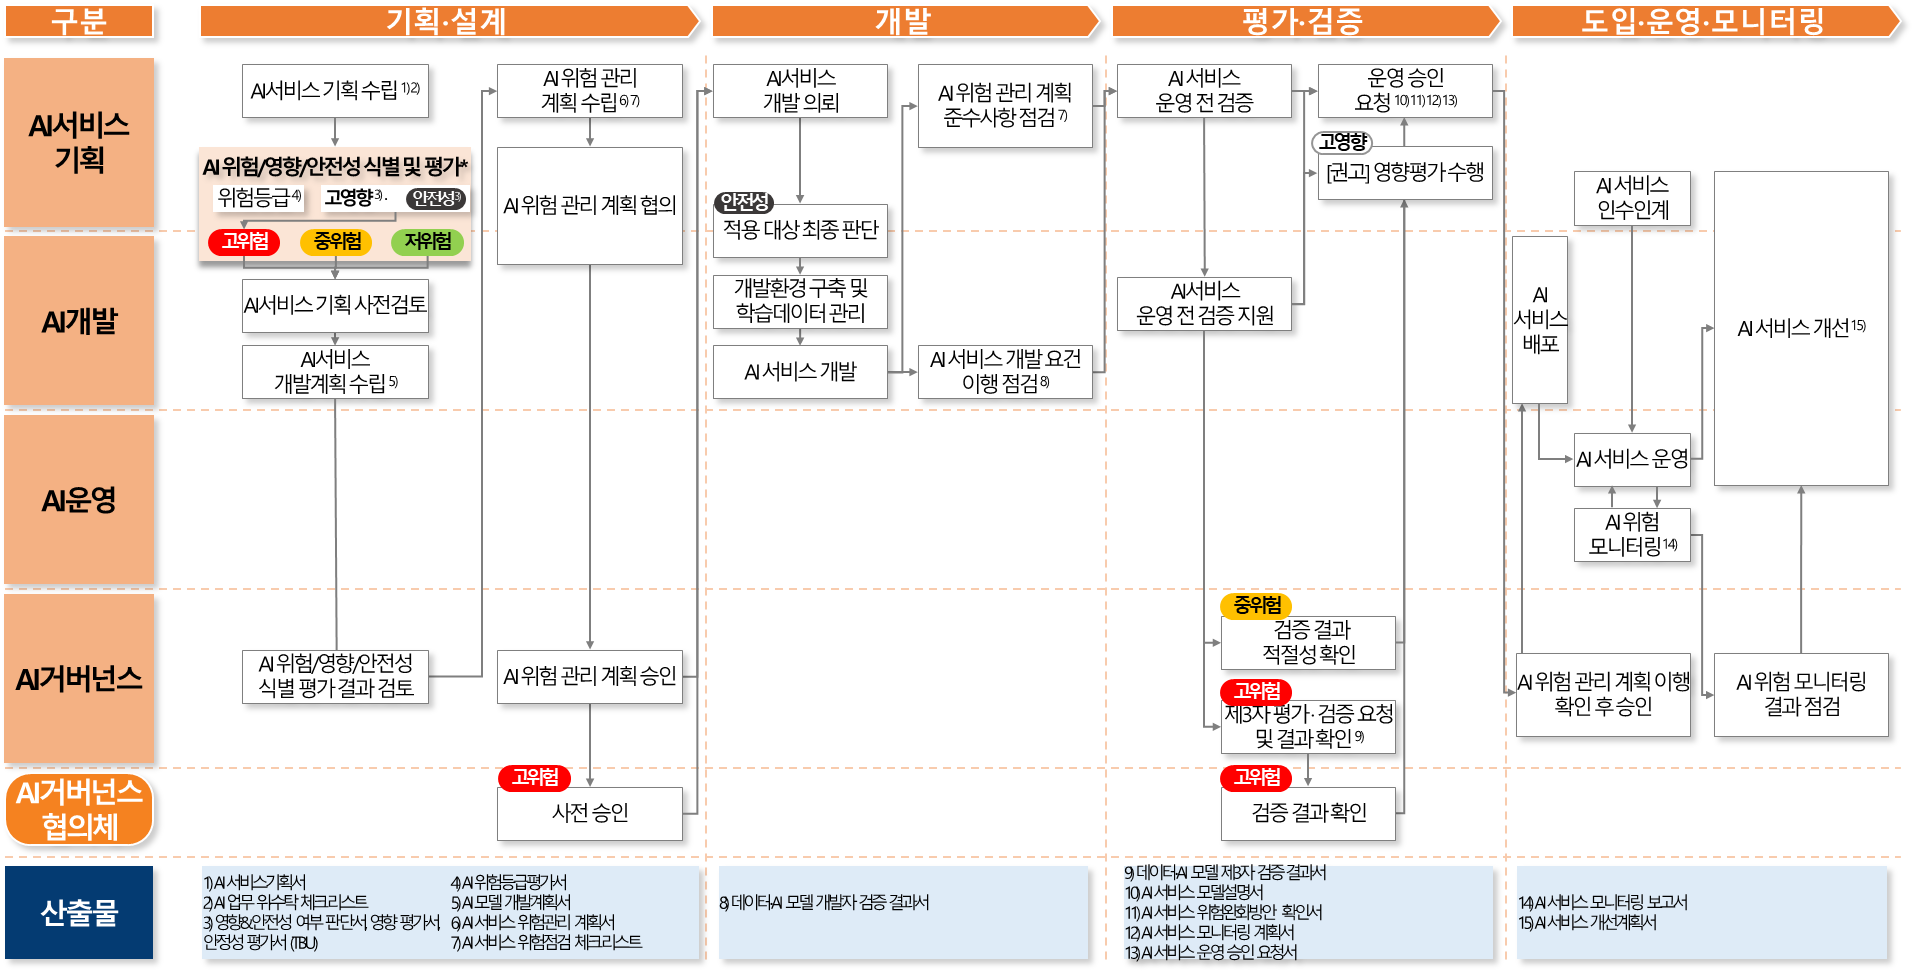 구분
기획·설계
개발
평가·검증
도입·운영·모니터링
AI서비스
기획
AI개발
AI운영
AI거버넌스
AI거버넌스
협의체
산출물
AI서비스 기획 수립 1)2)
AI 위험/영향/안전성 식별 및 평가*
위험등급 4)
고영향 3) ·
안전성 3)
고위험
중위험
저위험
AI서비스 기획 사전검토
AI서비스
개발계획 수립 5)
AI 위험/영향/안전성
식별 평가 결과 검토
AI 위험 관리
계획 수립 6) 7)
AI 위험 관리 계획 협의
AI 위험 관리 계획 승인
고위험
사전 승인
AI서비스
개발 의뢰
안전성
적용 대상 최종 판단
개발환경 구축 및
학습데이터 관리
AI 서비스 개발
AI 위험 관리 계획
준수사항 점검 7)
AI 서비스 개발 요건
이행 점검 8)
AI 서비스
운영 전 검증
AI서비스
운영 전 검증 지원
운영 승인
요청 10)11)12)13)
고영향
[권고] 영향평가 수행
중위험
검증 결과
적절성 확인
고위험
제3자 평가 · 검증 요청
및 결과 확인 9)
고위험
검증 결과 확인
AI 서비스
인수인계
AI
서비스
배포
AI 서비스 개선 15)
AI 서비스 운영
AI 위험
모니터링 14)
AI 위험 관리 계획 이행
확인 후 승인
AI 위험 모니터링
결과 점검
1) AI 서비스기획서
2) AI 업무 위수탁 체크리스트
3) 영향&안전성 여부 판단서, 영향 평가서,
안정성 평가서 (TBU)
4) AI 위험등급평가서
5) AI 모델 개발계획서
6) AI 서비스 위험관리 계획서
7) AI 서비스 위험점검 체크리스트
8) 데이터·AI 모델 개발자 검증 결과서
9) 데이터·AI 모델 제3자 검증 결과서
10) AI 서비스 모델설명서
11) AI 서비스 위험완화방안 확인서
12) AI 서비스 모니터링 계획서
13) AI 서비스 운영 승인 요청서
14) AI 서비스 모니터링 보고서
15) AI 서비스 개선계획서